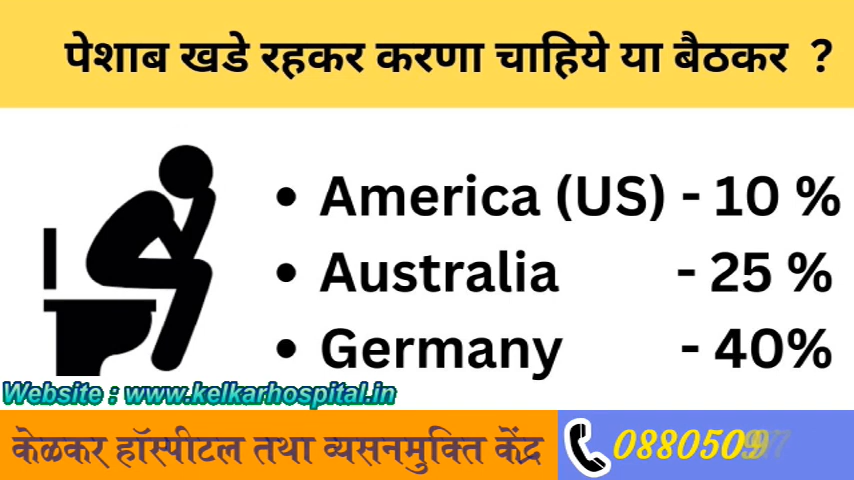 पेशाब खडे रहकर करणा चाहिये या बैठकर ?
• America (US) - 10 %
• Australia - 25 %
• Germany - 40%
Website : www.kelkarhospital.in
केळकर हॉस्पीटल तथा व्यसनमुक्ति केंद्र